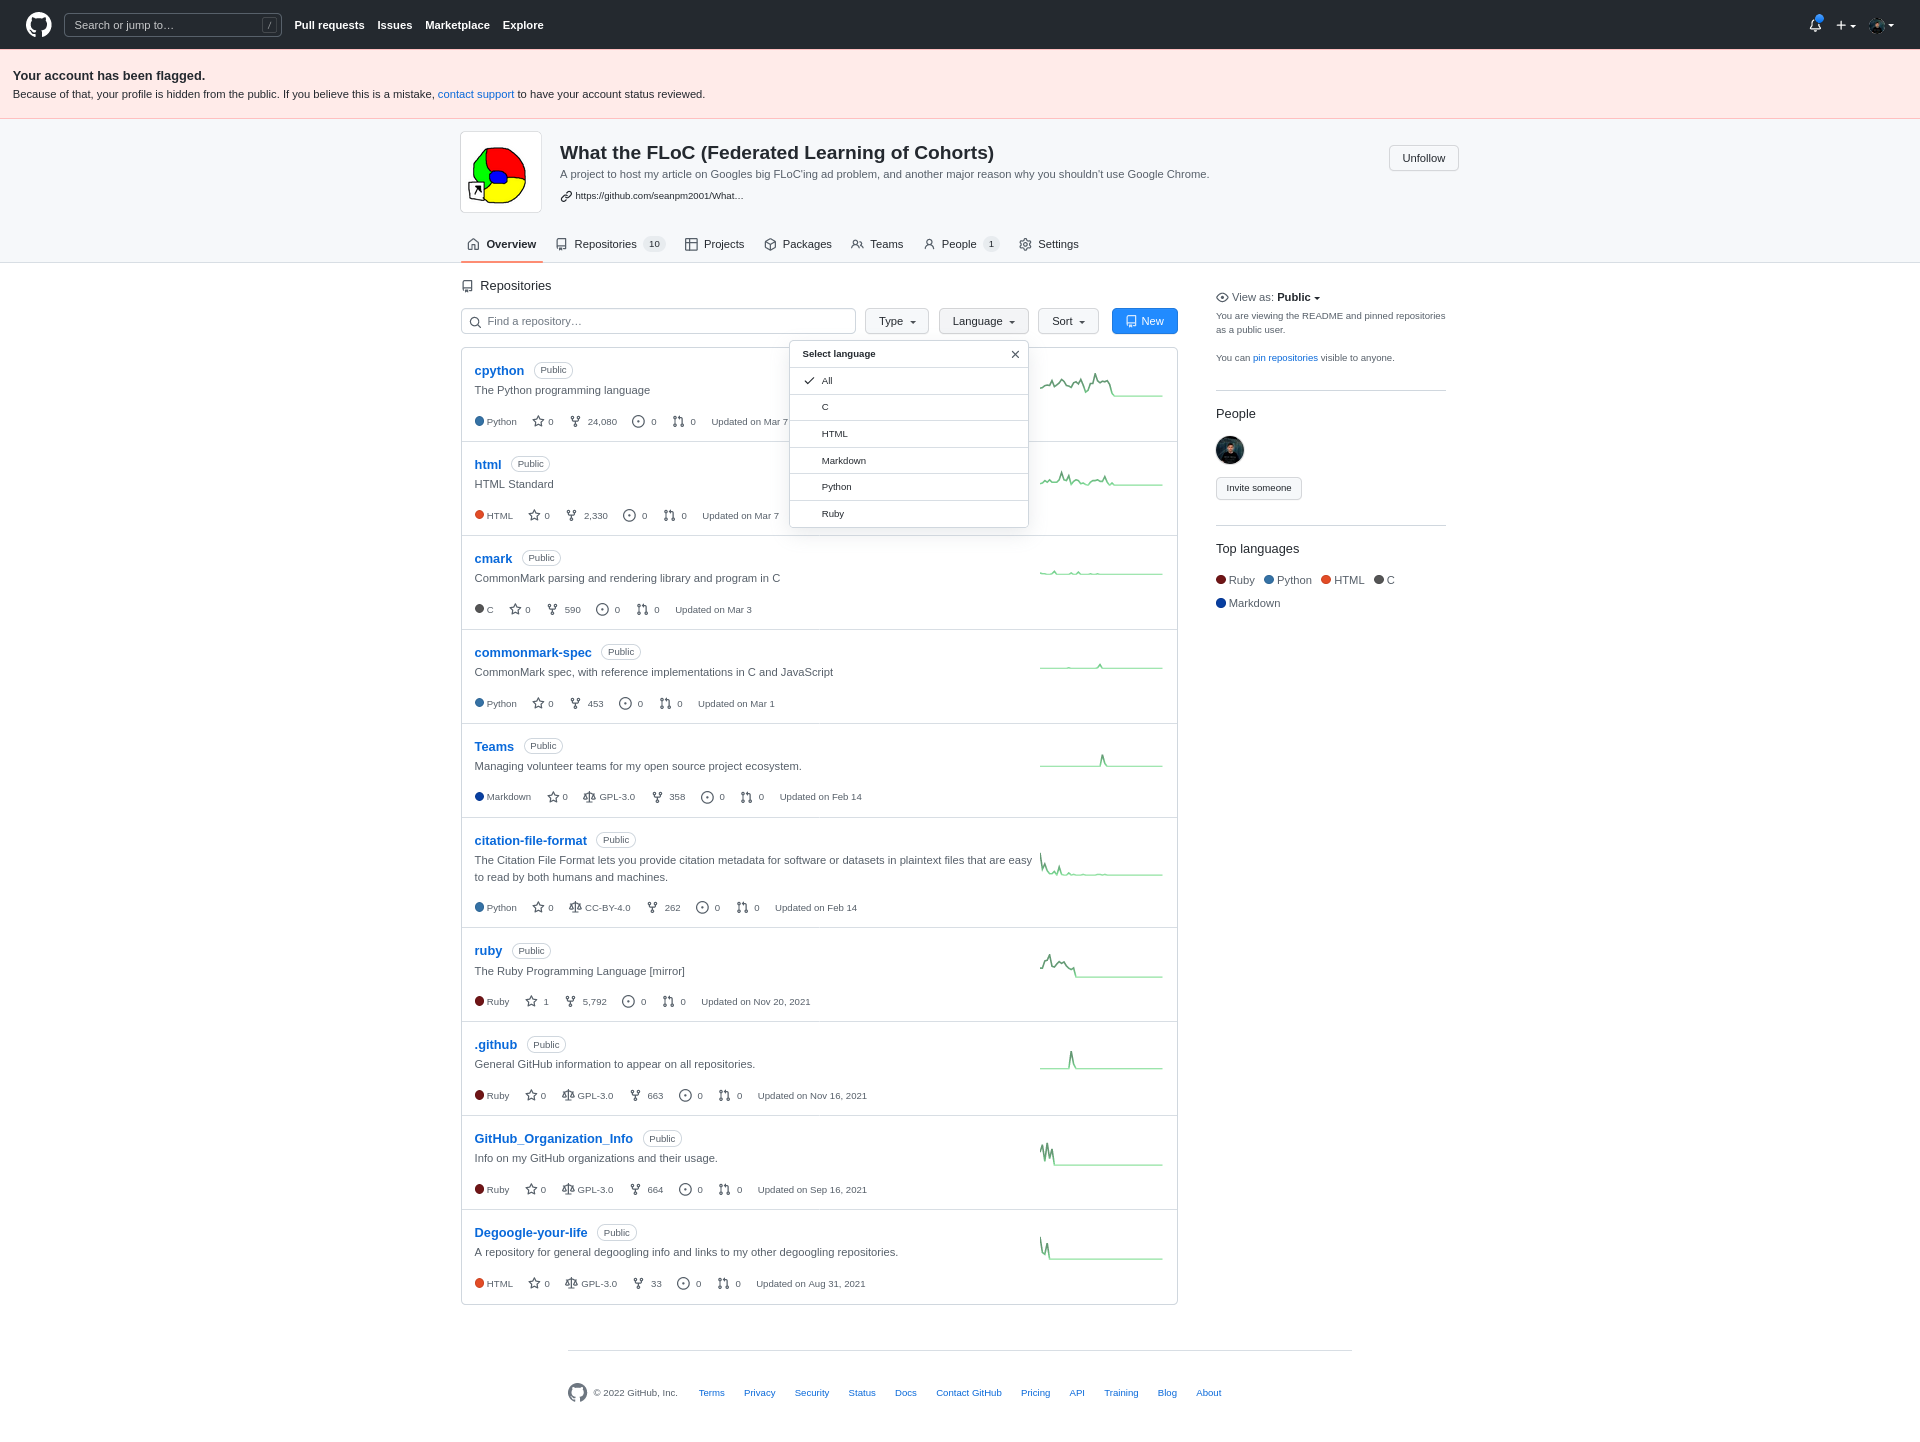 Search or jump to… /
Pull requests Issues Marketplace Explore
Your account has been flagged.
Because of that, your profile is hidden from the public. If you believe this is a mistake, contact support to have your account status reviewed.
What the FLoC (Federated Learning of Cohorts)
A project to host my article on Googles big FLoC'ing ad problem, and another major reason why you shouldn't use Google Chrome.
https://github.com/seanpm2001/What…
Unfollow
Overview Repositories 10 Projects Packages Teams People 1 Settings
Repositories
Find a repository…
Type Language Sort New
Select language
All
C
HTML
Markdown
Python
Ruby
cpython Public
The Python programming language
Python 0 24,080 0 0 Updated on Mar 7
html Public
HTML Standard
HTML 0 2,330 0 0 Updated on Mar 7
cmark Public
CommonMark parsing and rendering library and program in C
C 0 590 0 0 Updated on Mar 3
commonmark-spec Public
CommonMark spec, with reference implementations in C and JavaScript
Python 0 453 0 0 Updated on Mar 1
Teams Public
Managing volunteer teams for my open source project ecosystem.
Markdown 0 GPL-3.0 358 0 0 Updated on Feb 14
citation-file-format Public
The Citation File Format lets you provide citation metadata for software or datasets in plaintext files that are easy
to read by both humans and machines.
Python 0 CC-BY-4.0 262 0 0 Updated on Feb 14
ruby Public
The Ruby Programming Language [mirror]
Ruby 1 5,792 0 0 Updated on Nov 20, 2021
.github Public
General GitHub information to appear on all repositories.
Ruby 0 GPL-3.0 663 0 0 Updated on Nov 16, 2021
GitHub_Organization_Info Public
Info on my GitHub organizations and their usage.
Ruby 0 GPL-3.0 664 0 0 Updated on Sep 16, 2021
Degoogle-your-life Public
A repository for general degoogling info and links to my other degoogling repositories.
HTML 0 GPL-3.0 33 0 0 Updated on Aug 31, 2021
View as: Public
You are viewing the README and pinned repositories
as a public user.
You can pin repositories visible to anyone.
People
Invite someone
Top languages
Ruby Python HTML C
Markdown
© 2022 GitHub, Inc. Terms Privacy Security Status Docs Contact GitHub Pricing API Training Blog About